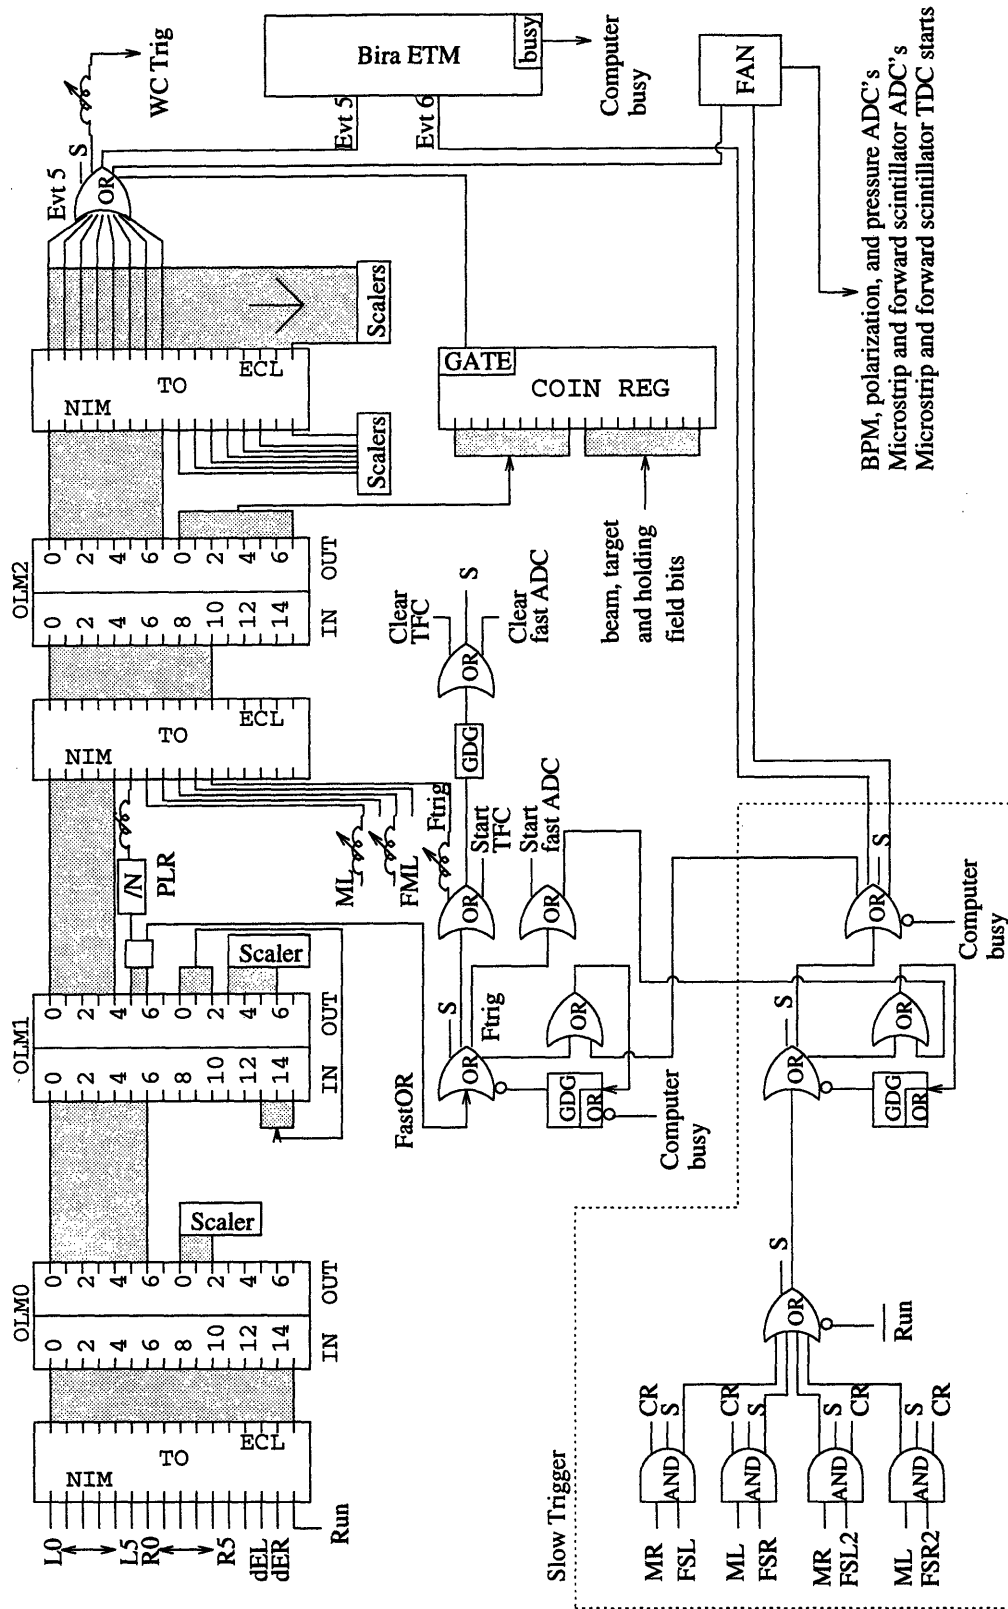 L0
L5
R0
R5
dEL
dER
Run
NIM
TO
ECL
OLM0
0
2
4
6
8
10
12
14
IN
0
2
4
6
0
2
4
6
OUT
Scaler
OLM1
0
2
4
6
8
10
12
14
IN
0
2
4
6
0
2
4
6
OUT
Scaler
/N
PLR
ML
FML
Ftrig
NIM
TO
ECL
OLM2
0
2
4
6
8
10
12
14
IN
0
2
4
6
0
2
4
6
OUT
NIM
TO
ECL
Scalers
Scalers
Evt 5
S
OR
WC Trig
Bira ETM
busy
Evt 5
Evt 6
Computer
busy
FAN
GATE
COIN REG
beam, target
and holding
field bits
BPM, polarization, and pressure ADC's
Microstrip and forward scintillator ADC's
Microstrip and forward scintillator TDC starts
FastOR
S
OR
Ftrig
GDG
OR
OR
Computer
busy
OR
Start
TFC
OR
Start
fast ADC
GDG
OR
Clear
TFC
S
Clear
fast ADC
Slow Trigger
MR
FSL
AND
CR
S
ML
FSR
AND
CR
S
MR
FSL2
AND
S
CR
ML
FSR2
AND
S
CR
OR
S
Run
OR
S
GDG
OR
OR
OR
S
Computer
busy